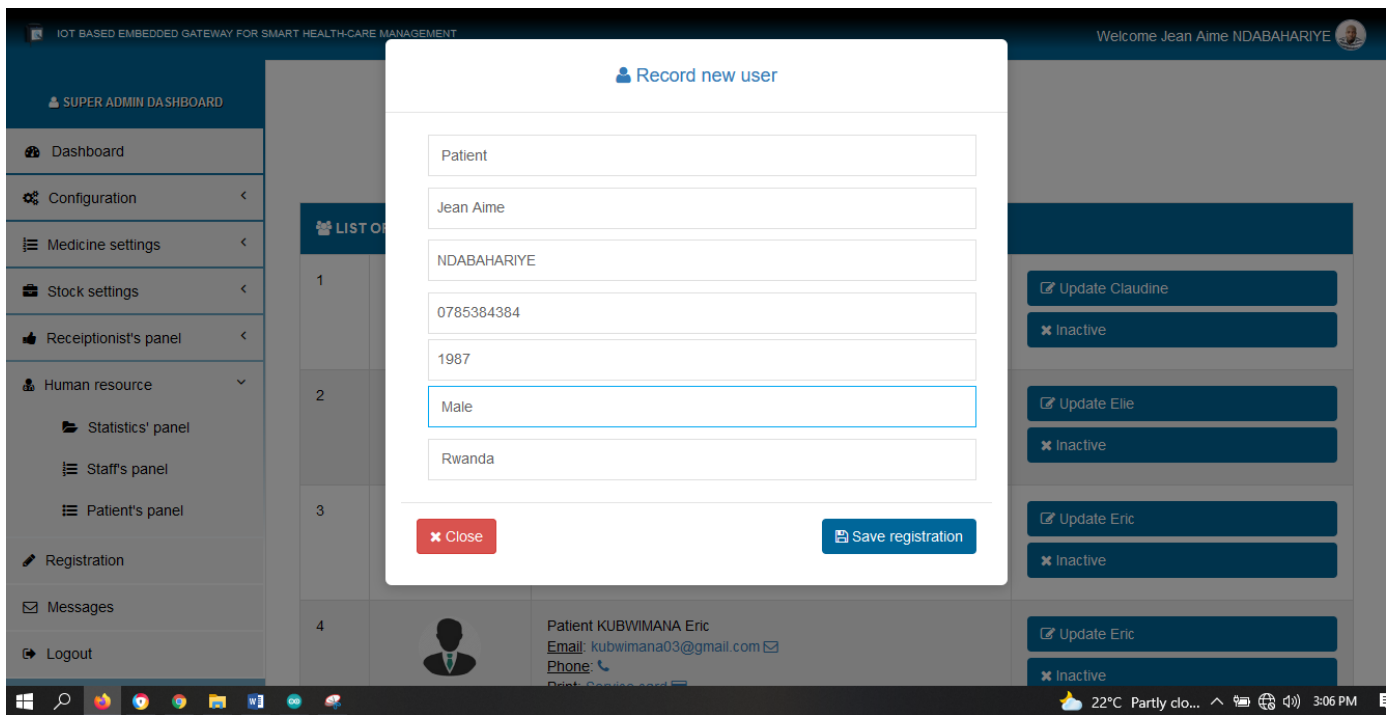 IOT BASED EMBEDDED GATEWAY FOR SMART HEALTH-CARE MANAGEMENT
Welcome Jean Aime NDABAHARIYE
SUPER ADMIN DASHBOARD
Dashboard
Configuration
Medicine settings
Stock settings
Receiptionist's panel
Human resource
Statistics' panel
Staff's panel
Patient's panel
Registration
Messages
Logout
Record new user
Patient
Jean Aime
NDABAHARIYE
0785384384
1987
Male
Rwanda
Close
Save registration
LIST OF
1
Update Claudine
Inactive
2
Update Elie
Inactive
3
Update Eric
Inactive
4
Patient KUBWIMANA Eric
Email: kubwimana03@gmail.com
Phone:
Print: Service card
Update Eric
Inactive
22°C Partly clo...
3:06 PM